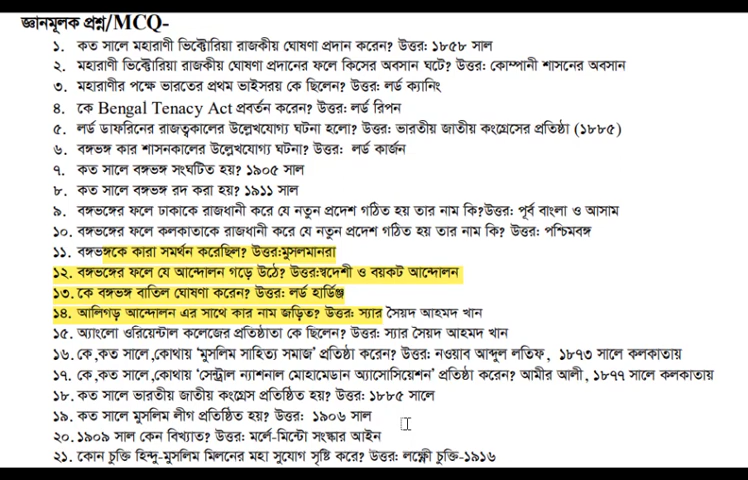 জ্ঞানমূলক প্রশ্ন/MCQ-
১. কত সালে মহারাণী ভিক্টোরিয়া রাজকীয় ঘোষণা প্রদান করেন? উত্তর: ১৮৫৮ সাল
২. মহারাণী ভিক্টোরিয়া রাজকীয় ঘোষণা প্রদানের ফলে কিসের অবসান ঘটে? উত্তর: কোম্পানী শাসনের অবসান
৩. মহারাণীর পক্ষে ভারতের প্রথম ভাইসরয় কে ছিলেন? উত্তর: লর্ড ক্যানিং
৪. কে Bengal Tenacy Act প্রবর্তন করেন? উত্তর: লর্ড রিপন
৫. লর্ড ডাফরিনের রাজত্বকালের উল্লেখযোগ্য ঘটনা হলো? উত্তর: ভারতীয় জাতীয় কংগ্রেসের প্রতিষ্ঠা (১৮৮৫)
৬. বঙ্গভঙ্গ কার শাসনকালের উল্লেখযোগ্য ঘটনা? উত্তর: লর্ড কার্জন
৭. কত সালে বঙ্গভঙ্গ সংঘটিত হয়? ১৯০৫ সাল
৮. কত সালে বঙ্গভঙ্গ রদ করা হয়? ১৯১১ সাল
৯. বঙ্গভঙ্গের ফলে ঢাকাকে রাজধানী করে যে নতুন প্রদেশ গঠিত হয় তার নাম কি?উত্তর: পূর্ব বাংলা ও আসাম
১০. বঙ্গভঙ্গের ফলে কলকাতাকে রাজধানী করে যে নতুন প্রদেশ গঠিত হয় তার নাম কি? উত্তর: পশ্চিমবঙ্গ
১১. বঙ্গভঙ্গকে কারা সমর্থন করেছিল? উত্তর:মুসলমানরা
১২. বঙ্গভঙ্গের ফলে যে আন্দোলন গড়ে উঠে? উত্তর:স্বদেশী ও বয়কট আন্দোলন
১৩. কে বঙ্গভঙ্গ বাতিল ঘোষণা করেন? উত্তর: লর্ড হার্ডিঞ্জ
১৪. আলিগড় আন্দোলন এর সাথে কার নাম জড়িত? উত্তর: স্যার সৈয়দ আহমদ খান
১৫. অ্যাংলো ওরিয়েন্টাল কলেজের প্রতিষ্ঠাতা কে ছিলেন? উত্তর: স্যার সৈয়দ আহমদ খান
১৬. কে,কত সালে,কোথায় ‘মুসলিম সাহিত্য সমাজ’ প্রতিষ্ঠা করেন? উত্তর: নওয়াব আব্দুল লতিফ, ১৮৭৩ সালে কলকাতায়
১৭. কে,কত সালে,কোথায় ‘সেন্ট্রাল ন্যাশনাল মোহামেডান অ্যাসোসিয়েশন’ প্রতিষ্ঠা করেন? আমীর আলী, ১৮৭৭ সালে কলকাতায়
১৮. কত সালে ভারতীয় জাতীয় কংগ্রেস প্রতিষ্ঠিত হয়? উত্তর: ১৮৮৫ সালে
১৯. কত সালে মুসলিম লীগ প্রতিষ্ঠিত হয়? উত্তর: ১৯০৬ সাল
২০. ১৯০৯ সাল কেন বিখ্যাত? উত্তর: মর্লে-মিন্টো সংস্কার আইন
২১. কোন চুক্তি হিন্দু-মুসলিম মিলনের মহা সুযোগ সৃষ্টি করে? উত্তর: লক্ষ্ণৌ চুক্তি-১৯১৬